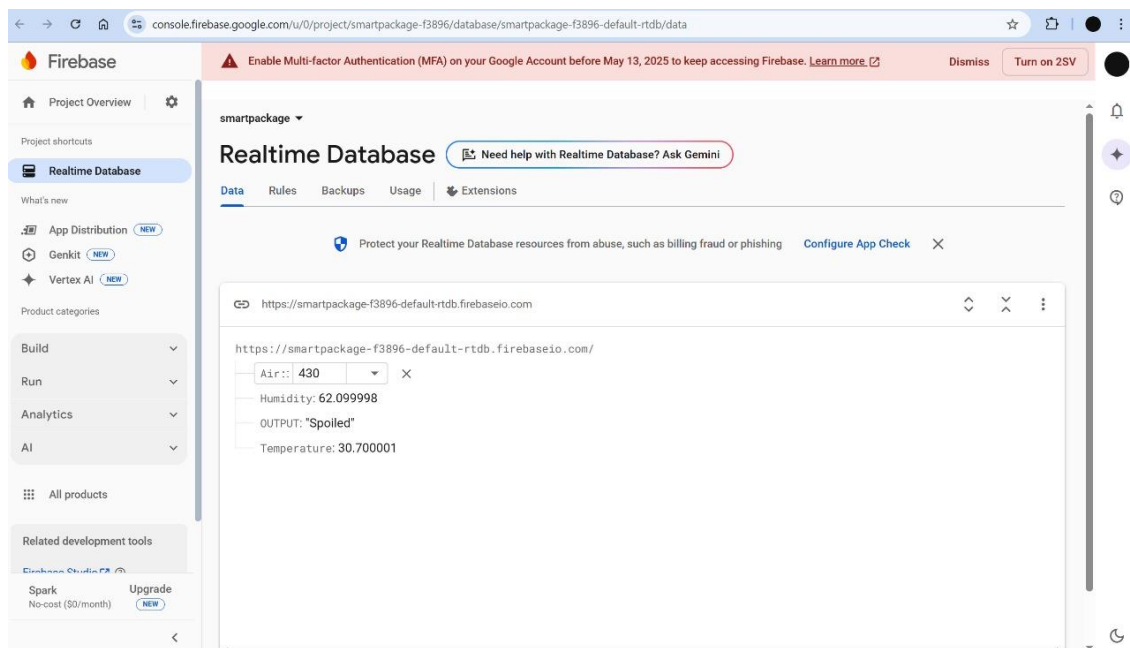 console.firebase.google.com/u/0/project/smartpackage-f3896/database/smartpackage-f3896-default-rtdb/data
Firebase
Enable Multi-factor Authentication (MFA) on your Google Account before May 13, 2025 to keep accessing Firebase. Learn more
Dismiss
Turn on 2SV
Project Overview
Project shortcuts
Realtime Database
What's new
App Distribution NEW
Genkit NEW
Vertex AI NEW
Product categories
Build
Run
Analytics
AI
All products
Related development tools
Firebase Studio
Spark
No-cost ($0/month)
Upgrade
NEW
smartpackage
Realtime Database
Need help with Realtime Database? Ask Gemini
Data Rules Backups Usage Extensions
Protect your Realtime Database resources from abuse, such as billing fraud or phishing Configure App Check
https://smartpackage-f3896-default-rtdb.firebaseio.com
https://smartpackage-f3896-default-rtdb.firebaseio.com/
Air:: 430
Humidity: 62.099998
OUTPUT: "Spoiled"
Temperature: 30.700001